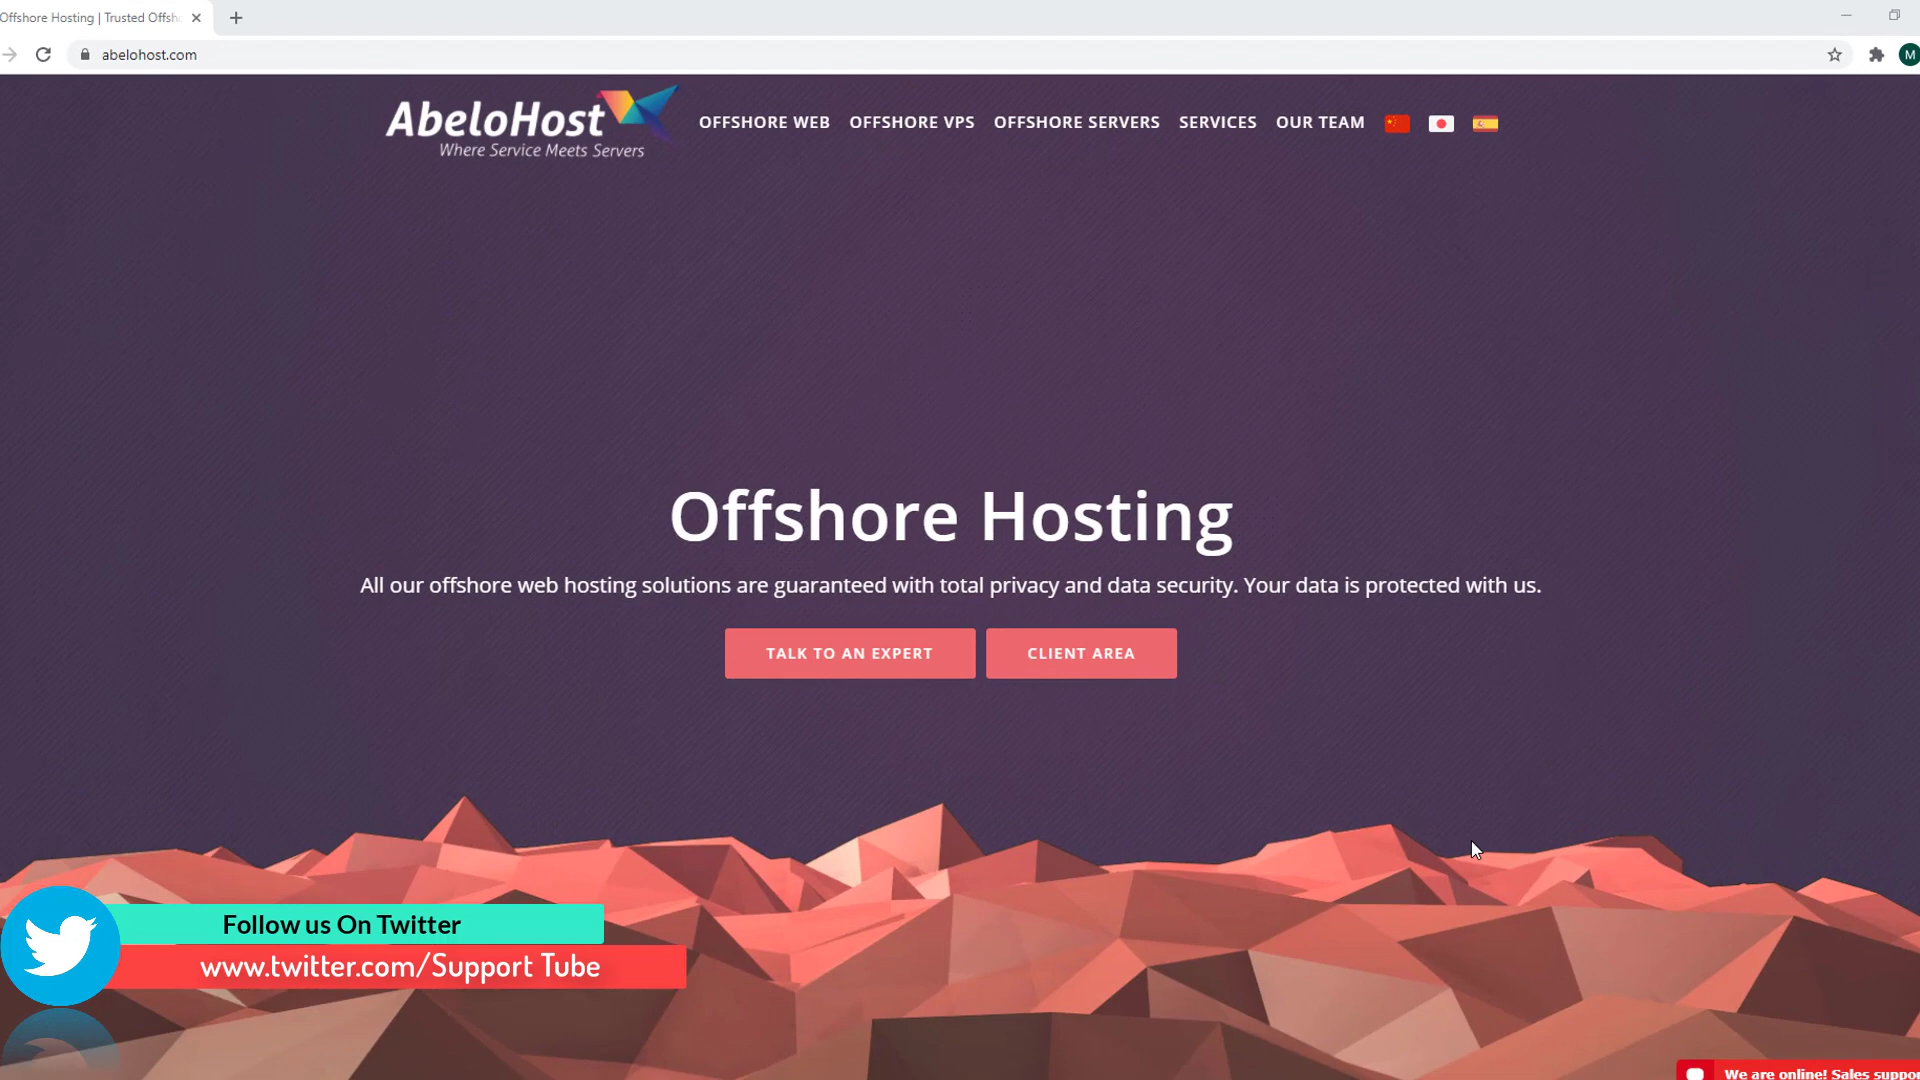 Offshore Hosting | Trusted Offsh
abelohost.com
M
AbeloHost
Where Service Meets Servers
OFFSHORE WEB OFFSHORE VPS OFFSHORE SERVERS SERVICES OUR TEAM
Offshore Hosting
All our offshore web hosting solutions are guaranteed with total privacy and data security. Your data is protected with us.
TALK TO AN EXPERT CLIENT AREA
Follow us On Twitter
www.twitter.com/Support Tube
We are online! Sales suppor